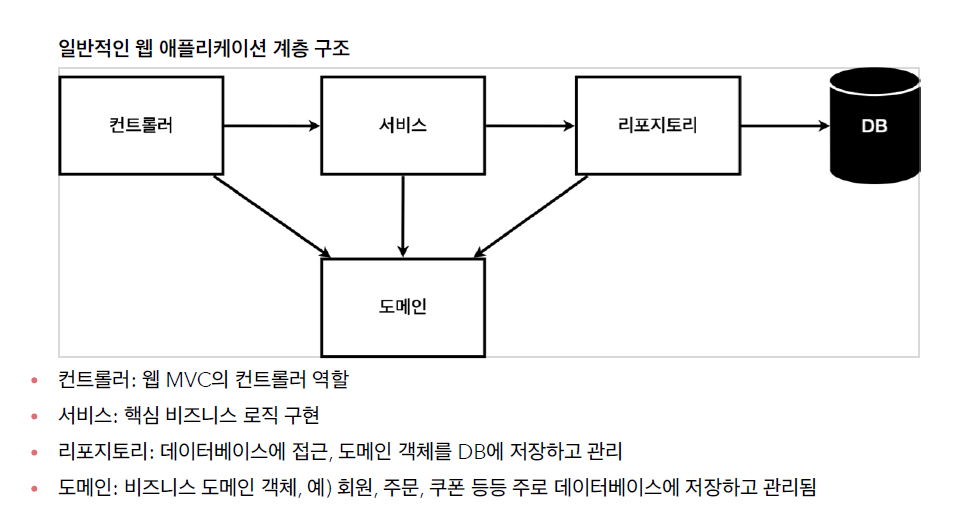 일반적인 웹 애플리케이션 계층 구조
컨트롤러
서비스
리포지토리
DB
도메인
컨트롤러: 웹 MVC의 컨트롤러 역할
서비스: 핵심 비즈니스 로직 구현
리포지토리: 데이터베이스에 접근, 도메인 객체를 DB에 저장하고 관리
도메인: 비즈니스 도메인 객체, 예) 회원, 주문, 쿠폰 등등 주로 데이터베이스에 저장하고 관리됨